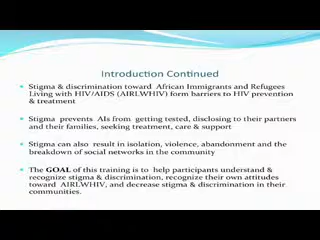 Introduction Continued
Stigma & discrimination toward African Immigrants and Refugees
Living with HIV/AIDS (AIRLWHIV) form barriers to HIV prevention
& treatment
Stigma prevents AIs from getting tested, disclosing to their partners
and their families, seeking treatment, care & support
Stigma can also result in isolation, violence, abandonment and the
breakdown of social networks in the community
The GOAL of this training is to help participants understand &
recognize stigma & discrimination, recognize their own attitudes
toward AIRLWHIV, and decrease stigma & discrimination in their
communities.